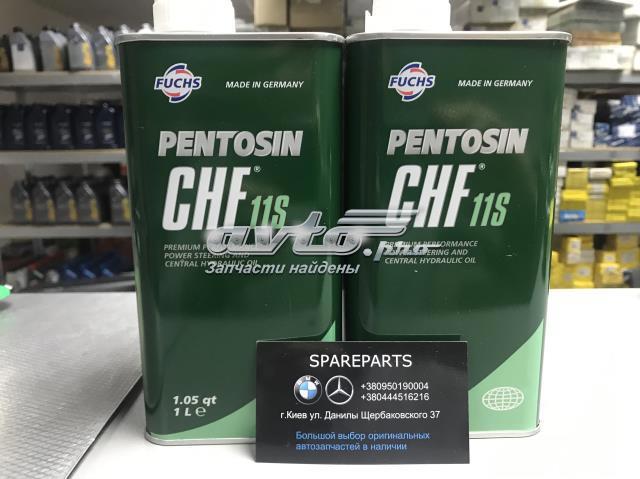 FUCHS
MADE IN GERMANY
PENTOSIN
CHF® 11S
PREMIUM P
POWER STEERING AND
CENTRAL HYDRAULIC OIL
1.05 qt
1 L e
FUCHS
MADE IN GERMANY
PENTOSIN
CHF® 11S
PREMIUM PERFORMANCE
POWER STEERING AND
CENTRAL HYDRAULIC OIL
avto.pro
Запчасти найдены
SPAREPARTS
BMW
+380950190004
+380444516216
г.Киев ул. Данилы Щербаковского 37
Большой выбор оригинальных
автозапчастей в наличии